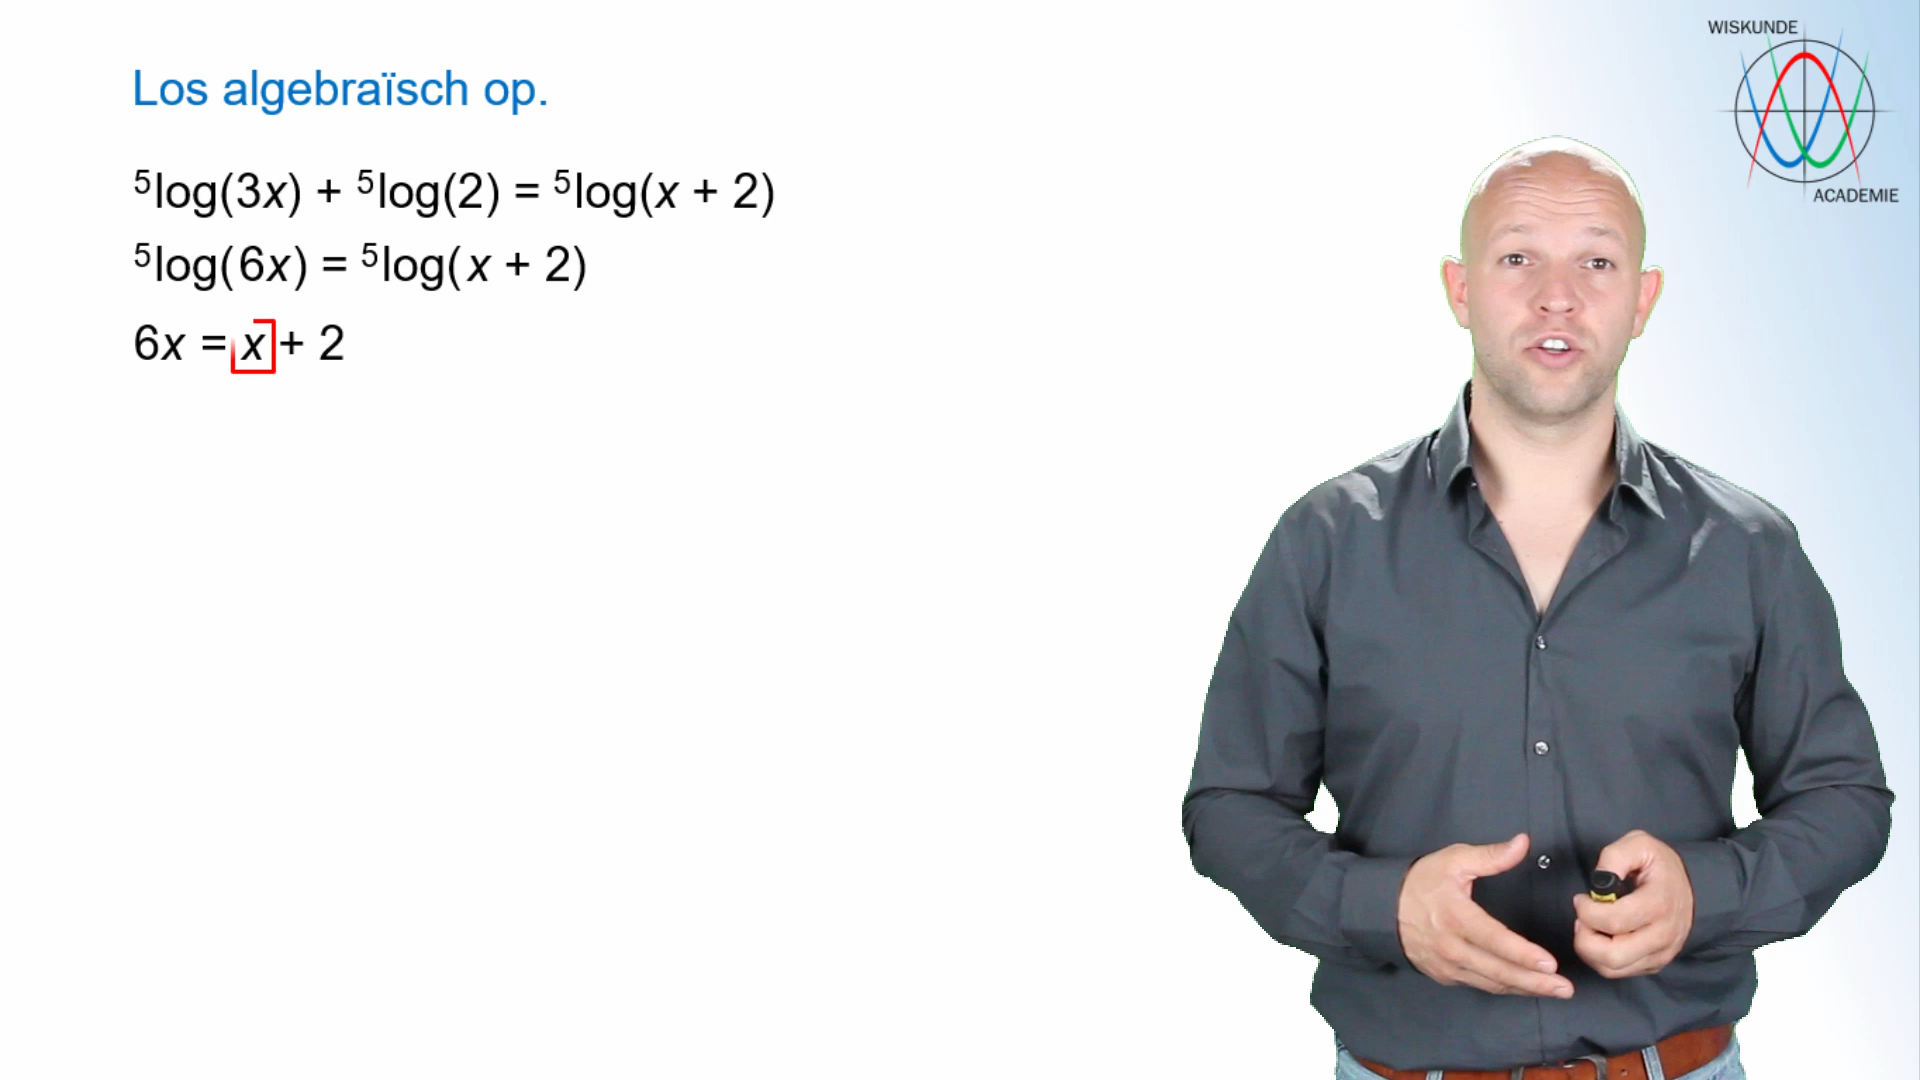 WISKUNDE
ACADEMIE
Los algebraïsch op.
⁵log(3x) + ⁵log(2) = ⁵log(x + 2)
⁵log(6x) = ⁵log(x + 2)
6x = x + 2